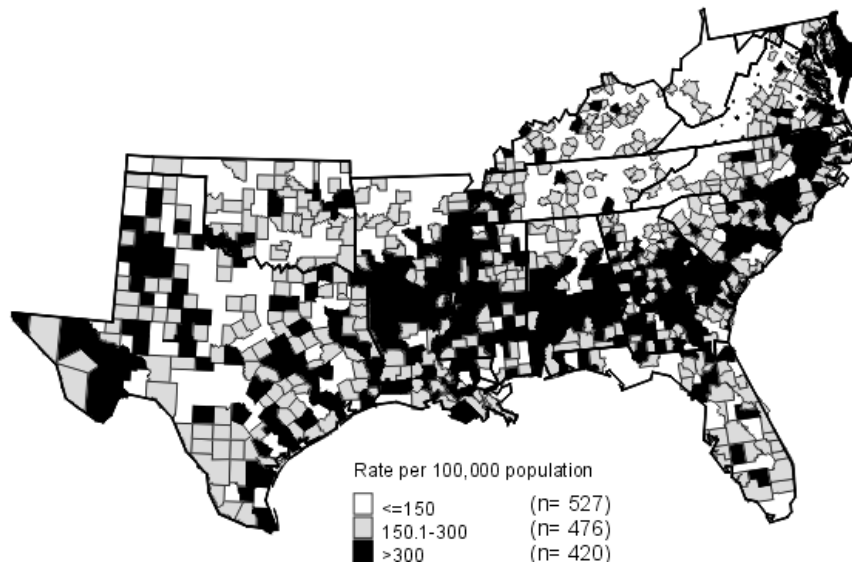 Rate per 100,000 population
<=150 (n= 527)
150.1-300 (n= 476)
>300 (n= 420)